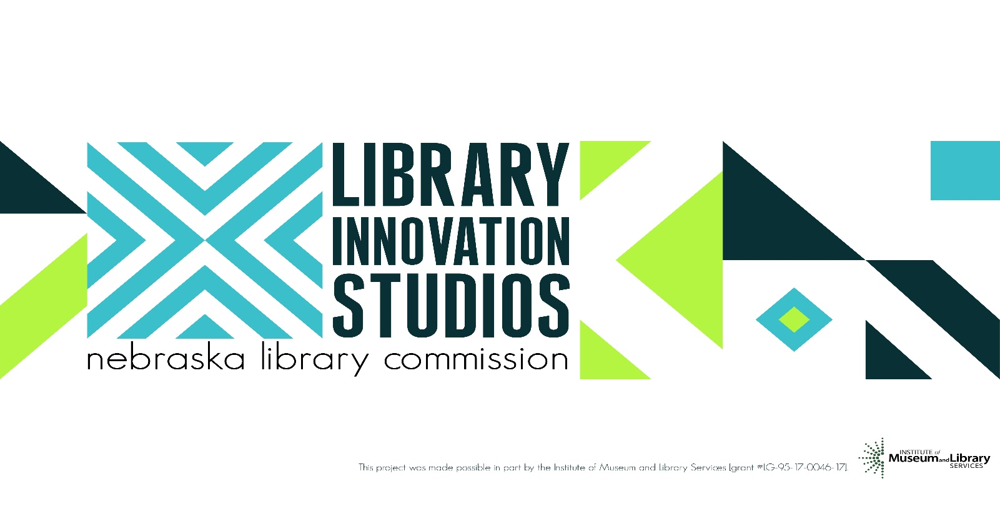 LIBRARY
INNOVATION
STUDIOS
nebraska library commission
This project was made possible in part by the Institute of Museum and Library Services [grant #LG-95-17-0046-17].
INSTITUTE of
Museum and Library
SERVICES